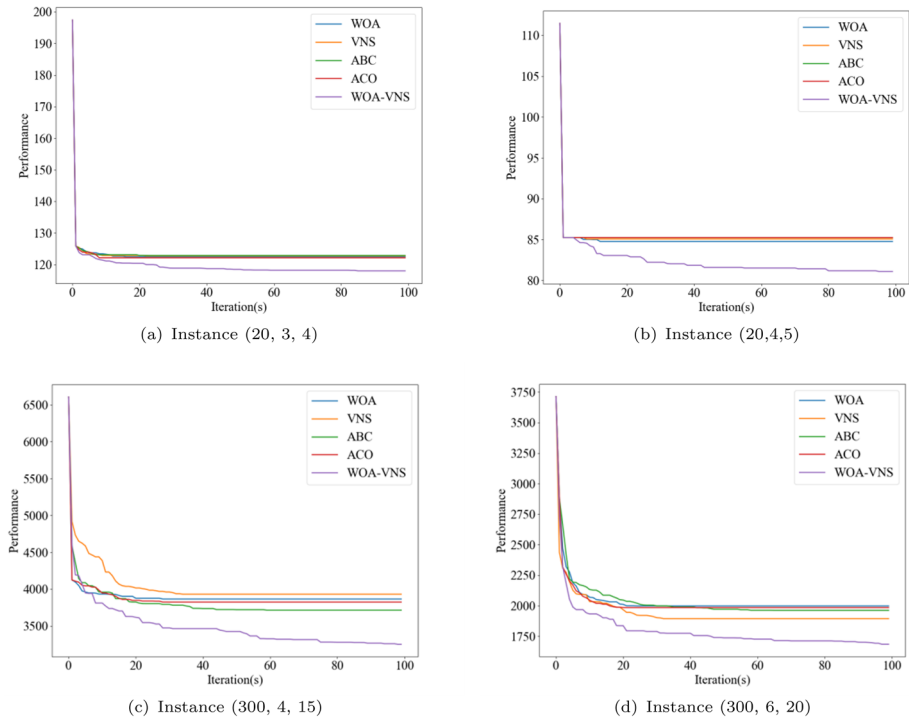 200
190
180
170
160
150
140
130
120
Performance
0
20
40
60
80
100
Iteration(s)
WOA
VNS
ABC
ACO
WOA-VNS
(a) Instance (20, 3, 4)
110
105
100
95
90
85
80
Performance
0
20
40
60
80
100
Iteration(s)
WOA
VNS
ABC
ACO
WOA-VNS
(b) Instance (20,4,5)
6500
6000
5500
5000
4500
4000
3500
Performance
0
20
40
60
80
100
Iteration(s)
WOA
VNS
ABC
ACO
WOA-VNS
(c) Instance (300, 4, 15)
3750
3500
3250
3000
2750
2500
2250
2000
1750
Performance
0
20
40
60
80
100
Iteration(s)
WOA
VNS
ABC
ACO
WOA-VNS
(d) Instance (300, 6, 20)